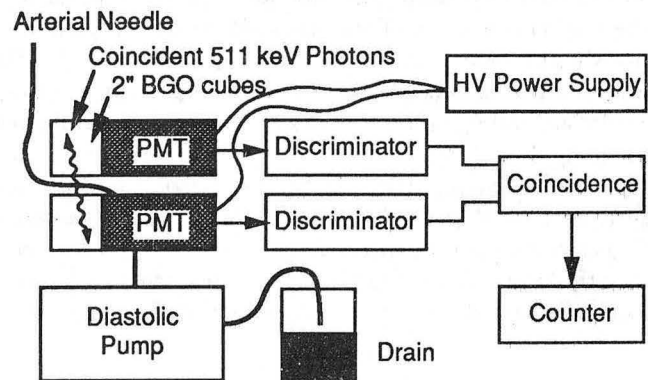 Arterial Needle
Coincident 511 keV Photons
2" BGO cubes
HV Power Supply
PMT
Discriminator
Coincidence
PMT
Discriminator
Diastolic
Pump
Drain
Counter